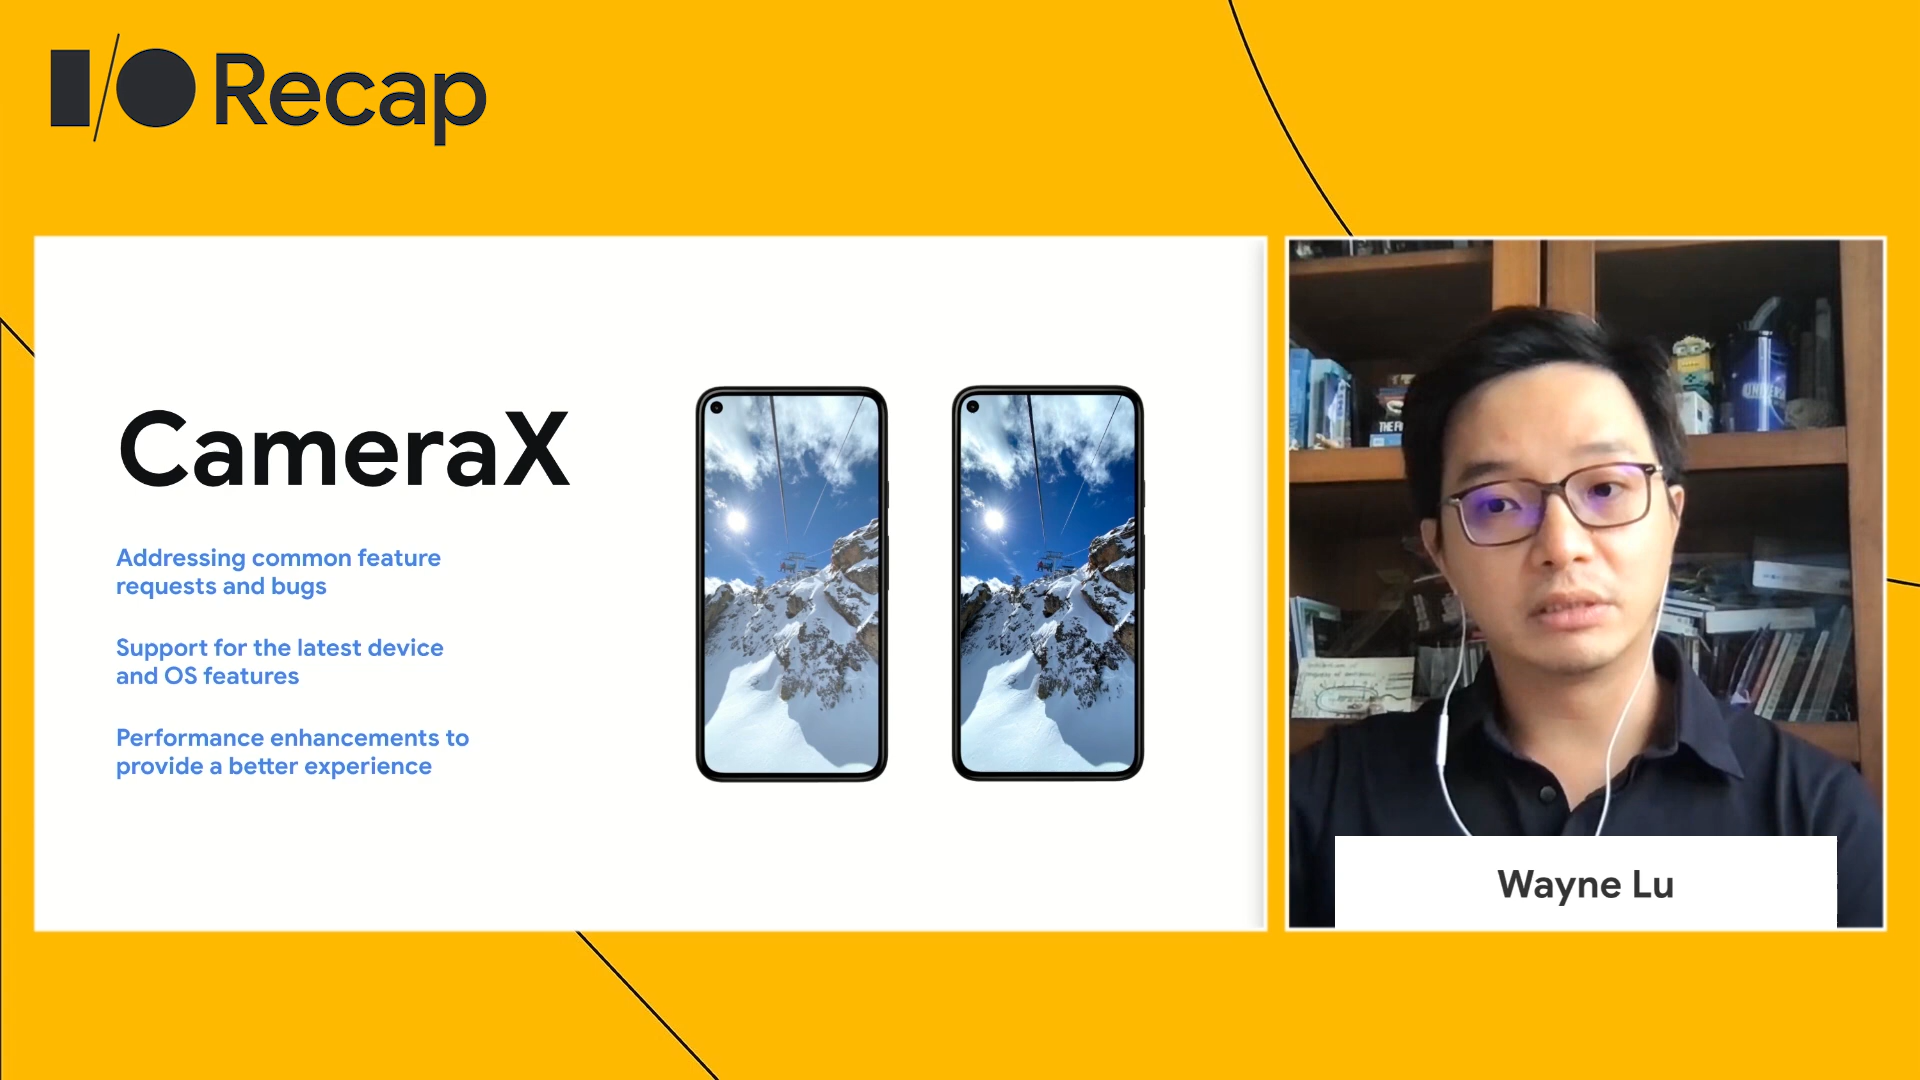 I/O Recap
CameraX
Addressing common feature
requests and bugs
Support for the latest device
and OS features
Performance enhancements to
provide a better experience
Wayne Lu